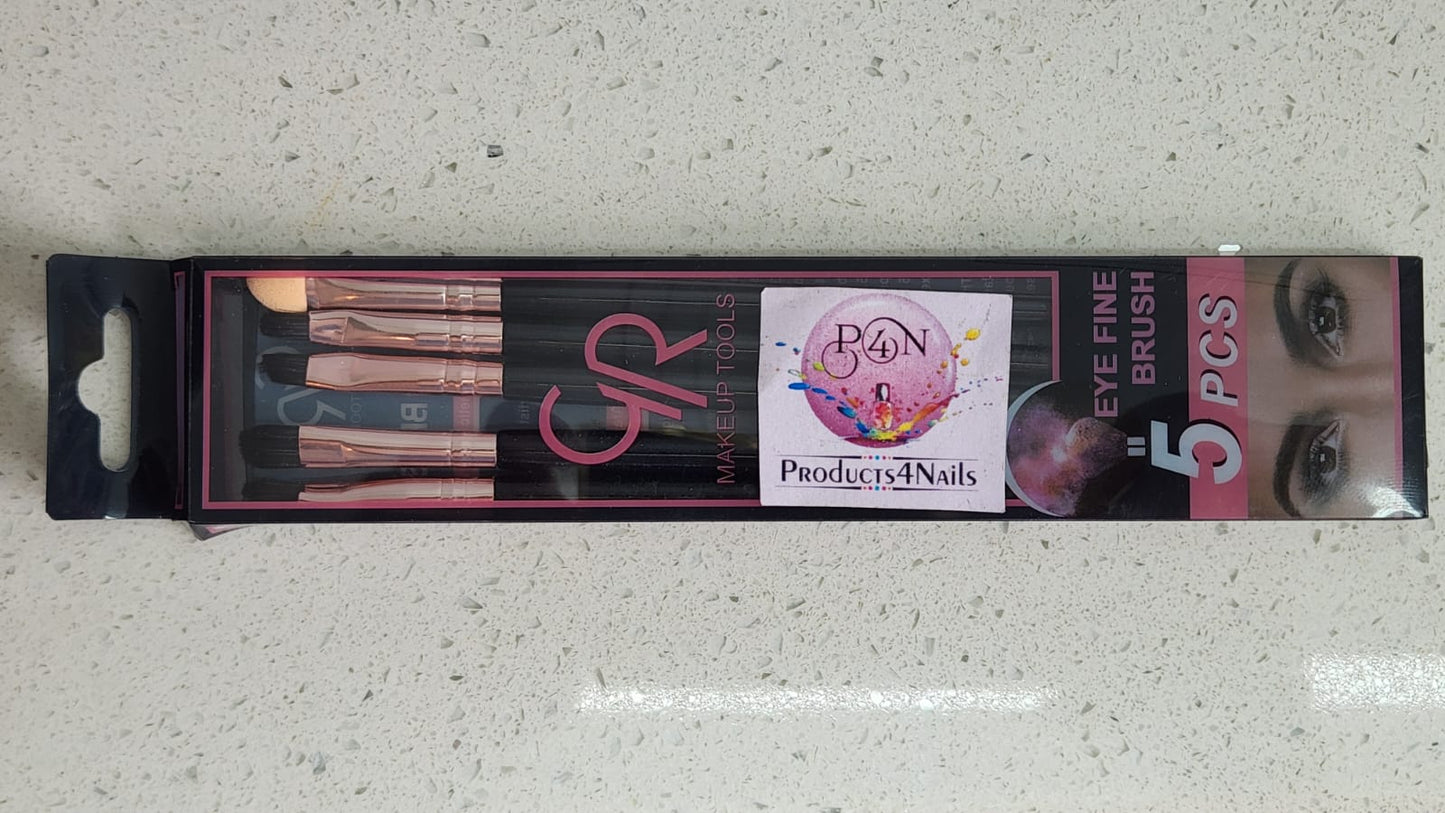 GR
MAKEUP TOOLS
P4N
PRODUCTS4NAILS
EYE FINE
BRUSH
"5 PCS